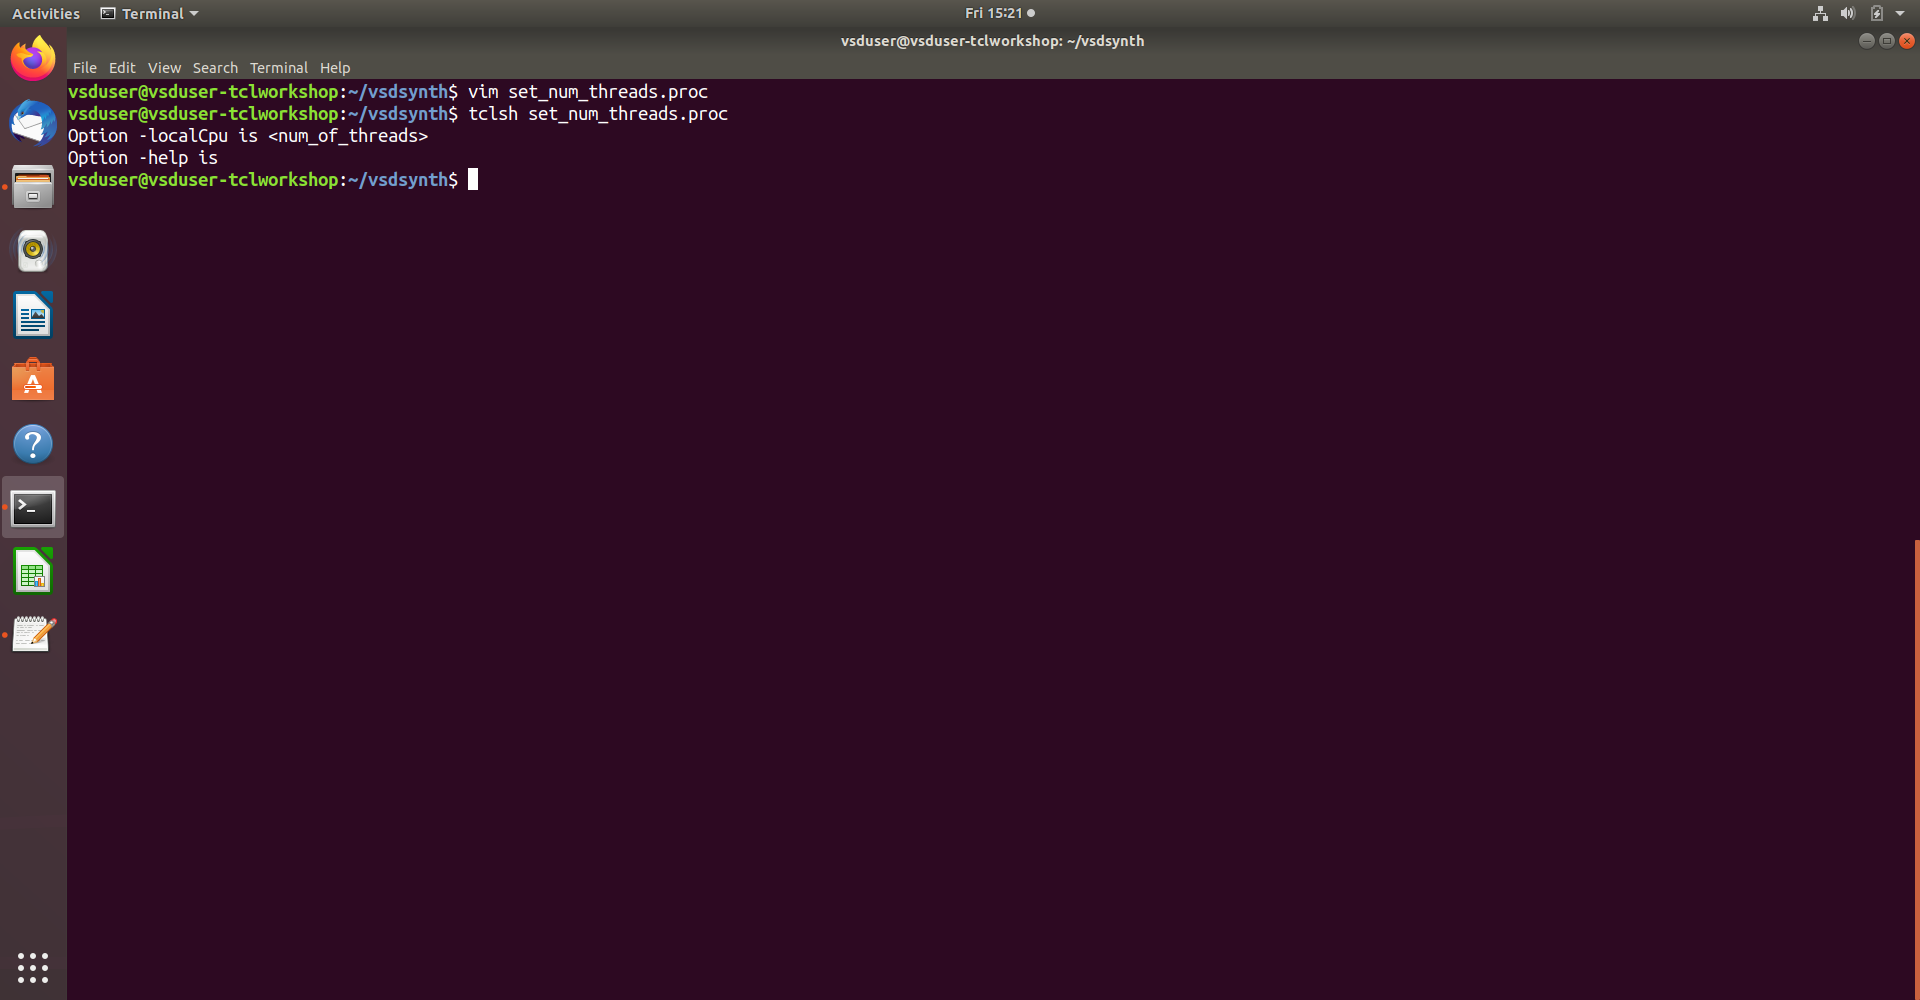 Activities Terminal Fri 15:21
vsduser@vsduser-tclworkshop: ~/vsdsynth
File Edit View Search Terminal Help
vsduser@vsduser-tclworkshop:~/vsdsynth$ vim set_num_threads.proc
vsduser@vsduser-tclworkshop:~/vsdsynth$ tclsh set_num_threads.proc
Option -localCpu is <num_of_threads>
Option -help is
vsduser@vsduser-tclworkshop:~/vsdsynth$